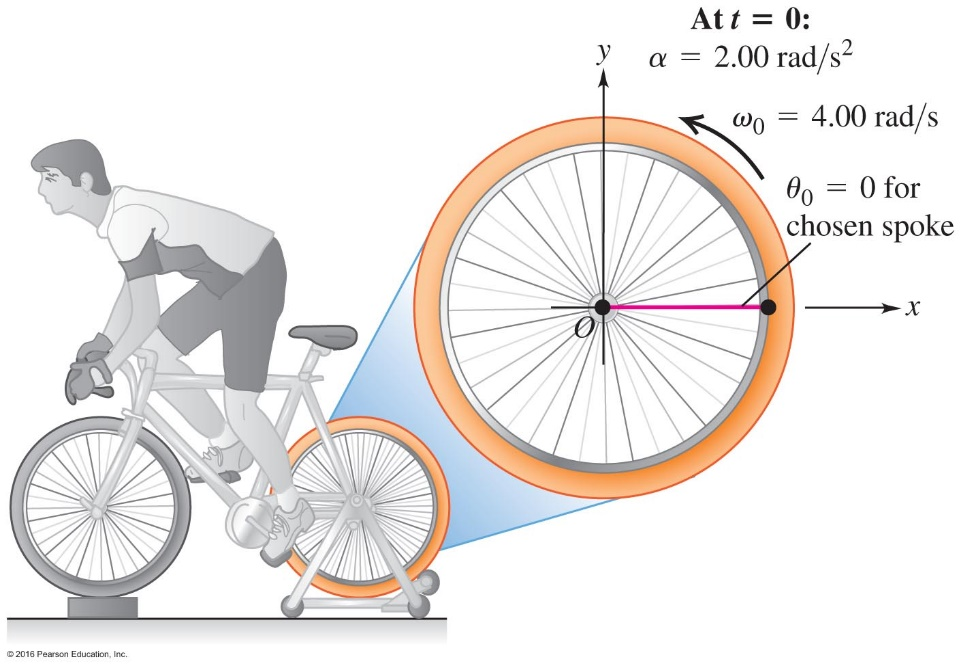 At t = 0:
y
α = 2.00 rad/s²
ω₀ = 4.00 rad/s
θ₀ = 0 for
chosen spoke
x
O
© 2016 Pearson Education, Inc.